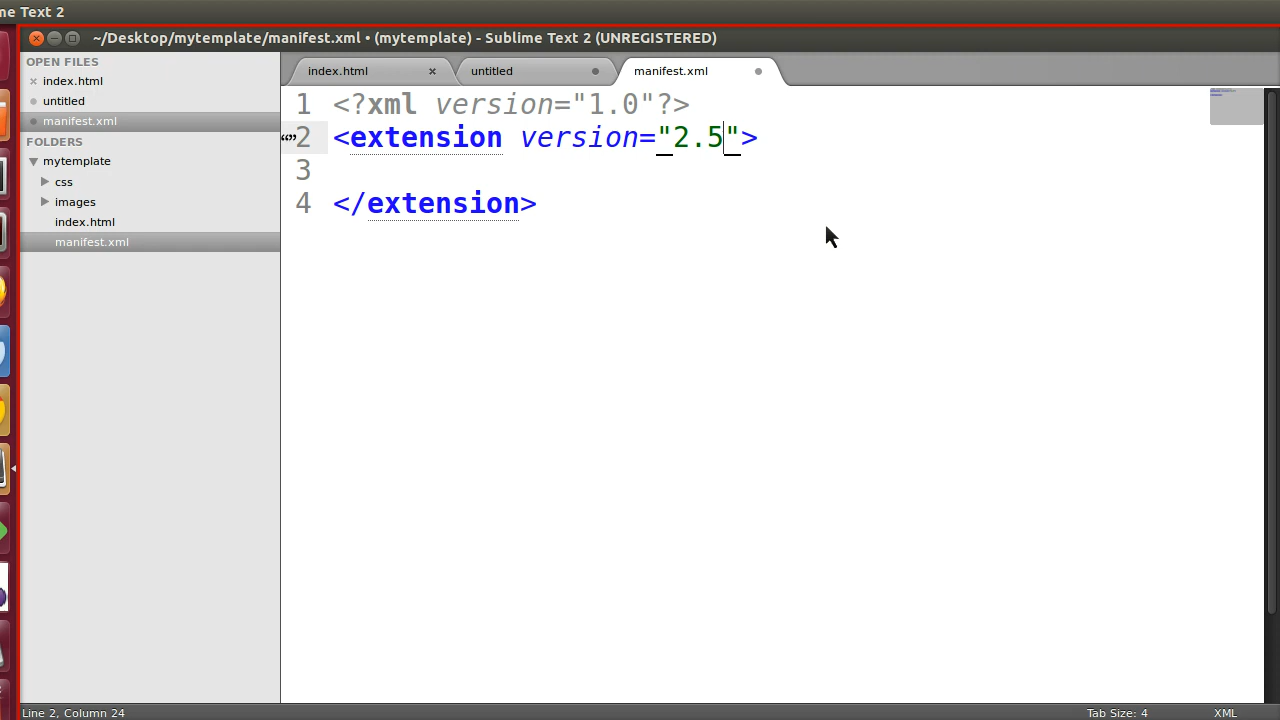 ne Text 2
~/Desktop/mytemplate/manifest.xml • (mytemplate) - Sublime Text 2 (UNREGISTERED)
OPEN FILES
index.html
untitled
manifest.xml
FOLDERS
mytemplate
css
images
index.html
manifest.xml
index.html
untitled
manifest.xml
1 <?xml version="1.0"?>
2 <extension version="2.5">
3
4 </extension>
Line 2, Column 24
Tab Size: 4
XML